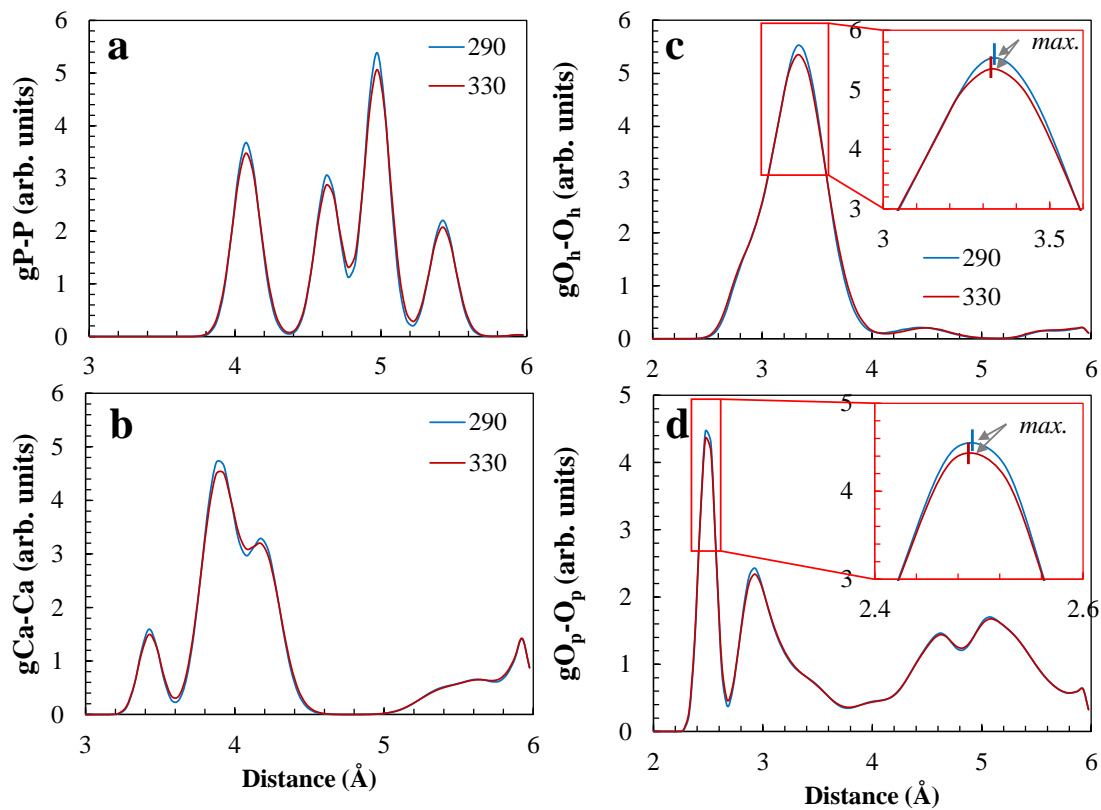 a
290
330
gP-P (arb. units)
6
5
4
3
2
1
0
3 4 5 6
b
290
330
gCa-Ca (arb. units)
6
5
4
3
2
1
0
3 4 5 6
Distance (Å)
c
max.
290
330
gOh-Oh (arb. units)
6
5
4
3
2
1
0
2 3 4 5 6
6
5
4
3
3 3.5
d
max.
gOp-Op (arb. units)
5
4
3
2
1
0
2 3 4 5 6
5
4
3
2.4 2.6
Distance (Å)